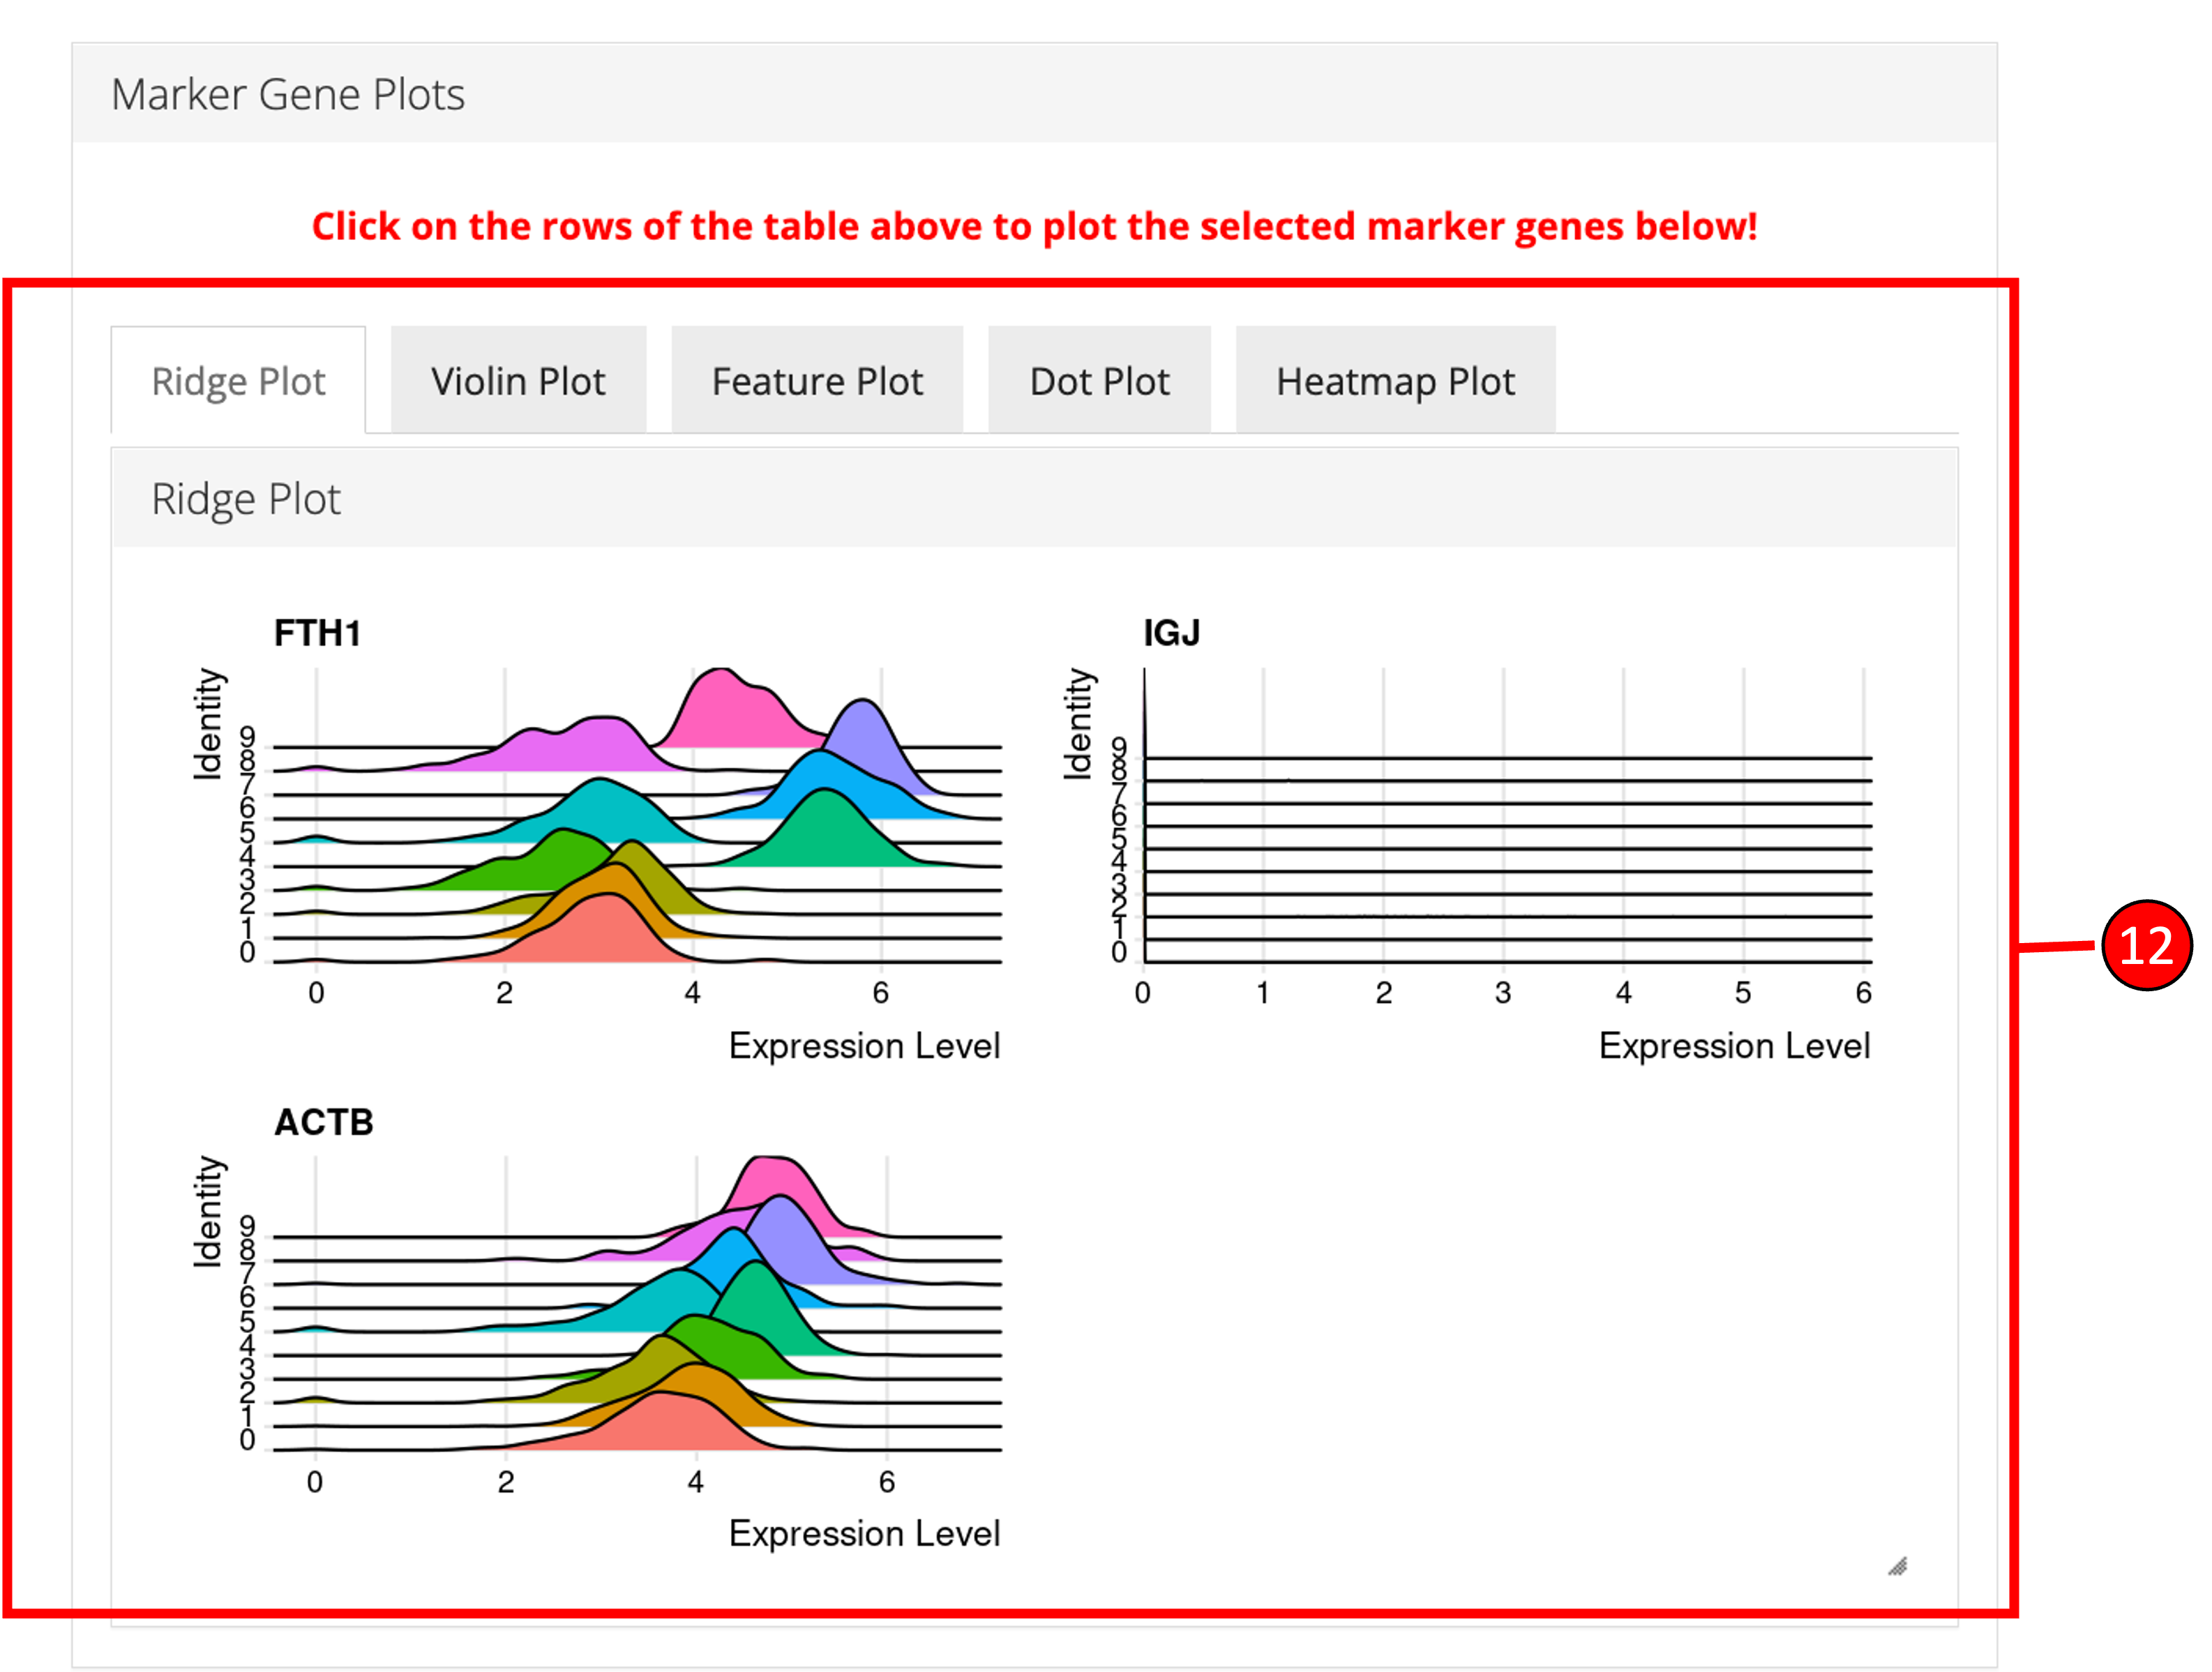 Marker Gene Plots
Click on the rows of the table above to plot the selected marker genes below!
Ridge Plot Violin Plot Feature Plot Dot Plot Heatmap Plot
Ridge Plot
FTH1
Identity
9
8
7
6
5
4
3
2
1
0
0 2 4 6
Expression Level
IGJ
Identity
9
8
7
6
5
4
3
2
1
0
0 1 2 3 4 5 6
Expression Level
12
ACTB
Identity
9
8
7
6
5
4
3
2
1
0
0 2 4 6
Expression Level